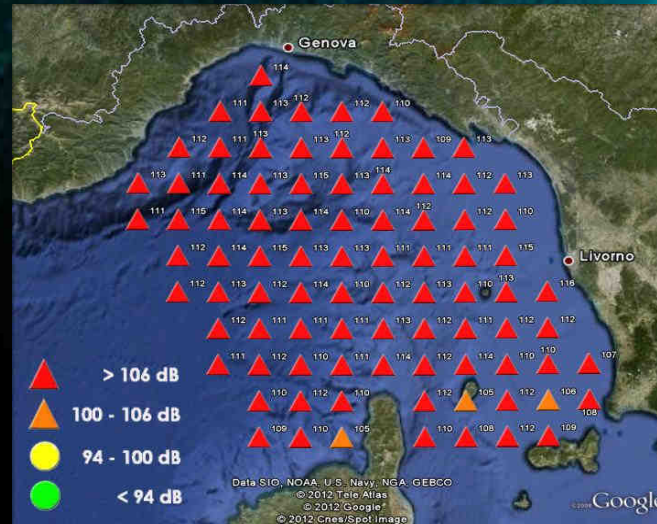 Genova
114
111 113 112 112 110
112 111 113 113 112 113 109 113
113 111 114 113 115 113 114 114 112 113
111 115 114 113 114 110 114 112 112 110
112 114 115 113 113 111 111 111 115
Livorno
112 113 112 114 110 112 113 110 113 116
112 111 111 111 113 112 111 112 112
111 112 110 111 114 112 114 110 110 107
> 106 dB
110 112 110 112 105 112 106 108
100 - 106 dB
109 110 105 110 108 112 109
94 - 100 dB
< 94 dB
Data SIO, NOAA, U.S. Navy, NGA, GEBCO
© 2012 Tele Atlas
© 2012 Google
© 2012 Cnes/Spot Image
Google